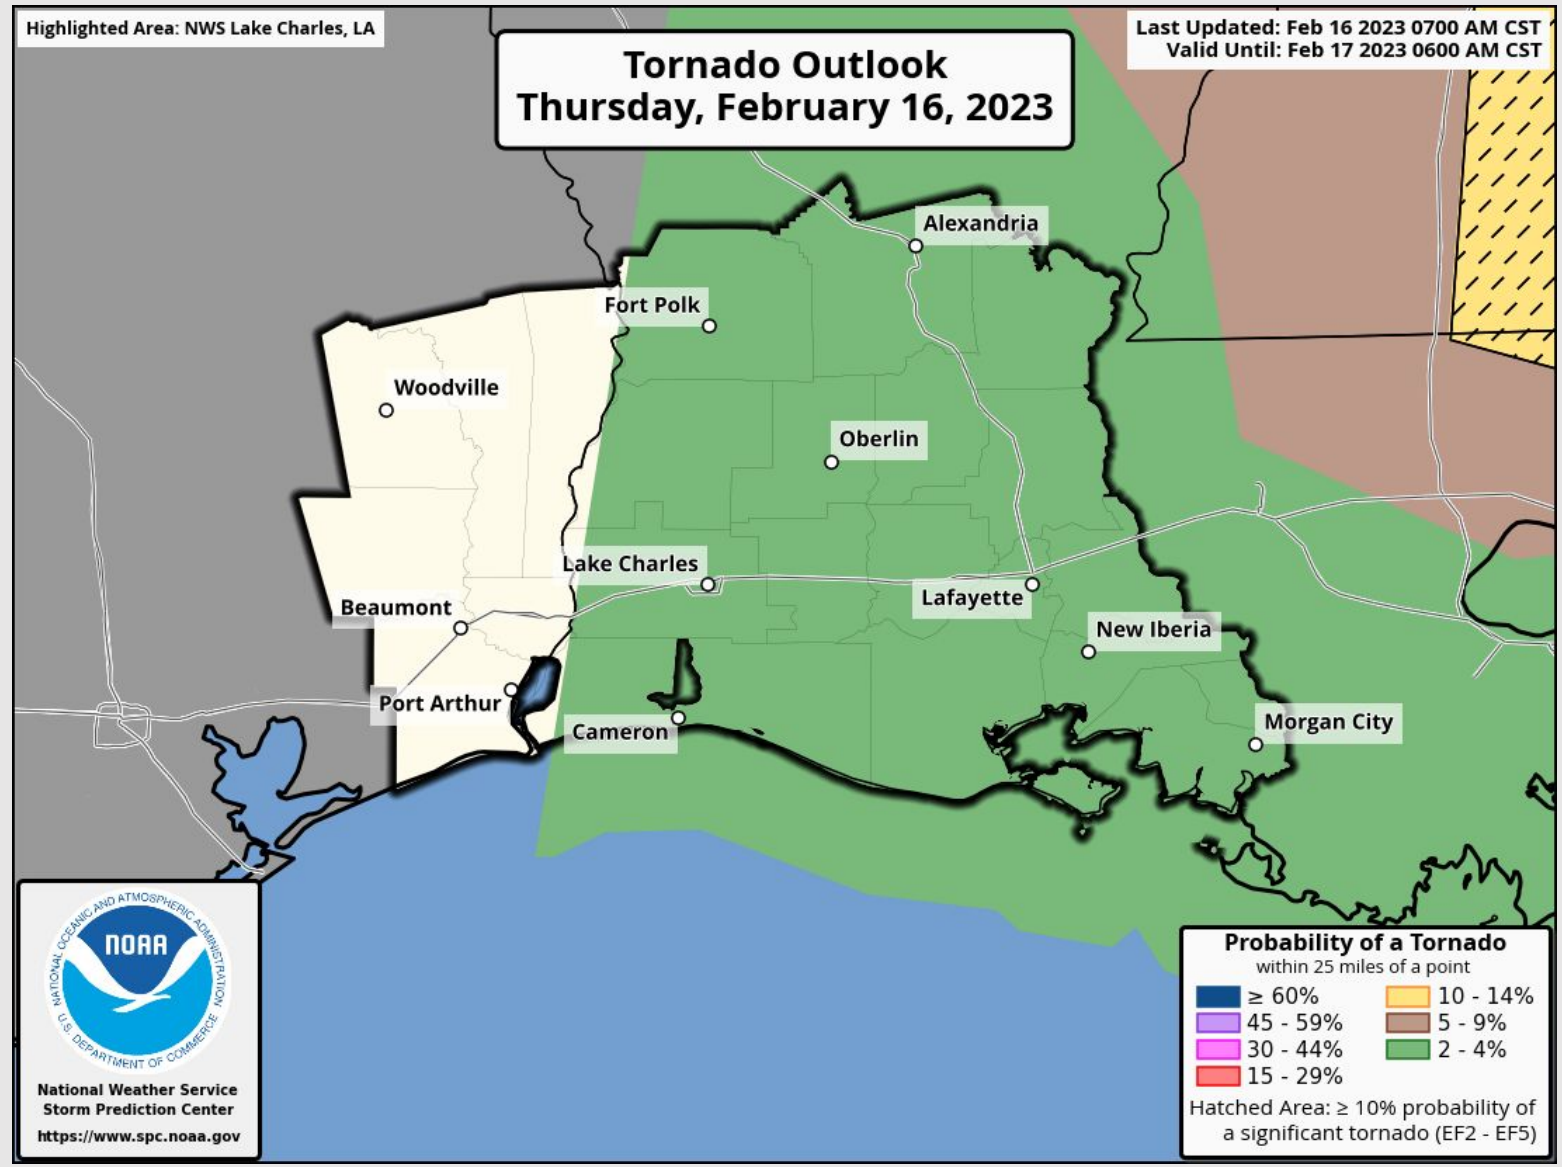 Highlighted Area: NWS Lake Charles, LA
Last Updated: Feb 16 2023 0700 AM CST
Valid Until: Feb 17 2023 0600 AM CST
Tornado Outlook
Thursday, February 16, 2023
Alexandria
Fort Polk
Woodville
Oberlin
Lake Charles
Lafayette
Beaumont
New Iberia
Port Arthur
Cameron
Morgan City
NATIONAL OCEANIC AND ATMOSPHERIC ADMINISTRATION
NOAA
U.S. DEPARTMENT OF COMMERCE
National Weather Service
Storm Prediction Center
https://www.spc.noaa.gov
Probability of a Tornado
within 25 miles of a point
≥ 60% 10 - 14%
45 - 59% 5 - 9%
30 - 44% 2 - 4%
15 - 29%
Hatched Area: ≥ 10% probability of
a significant tornado (EF2 - EF5)